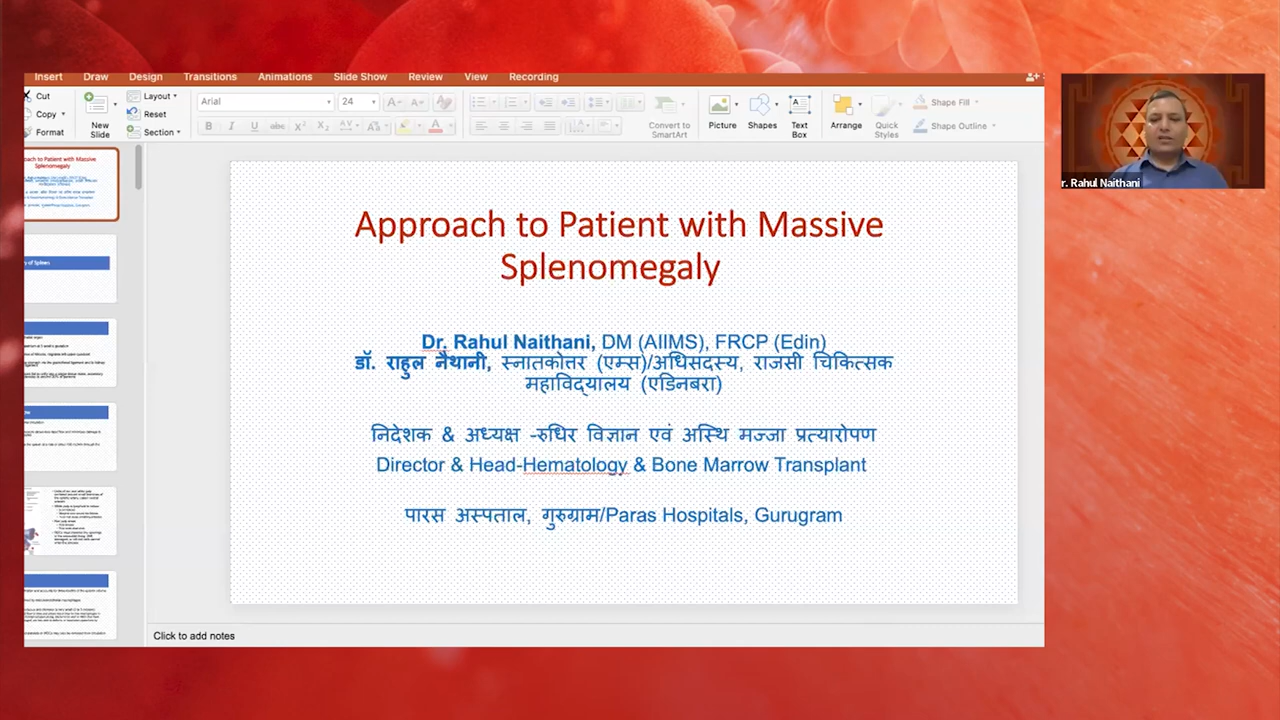 Insert Draw Design Transitions Animations Slide Show Review View Recording
Cut
Copy
Format
New Slide
Layout
Reset
Section
Arial
24
Convert to SmartArt
Picture
Shapes
Text Box
Arrange
Quick Styles
Shape Fill
Shape Outline
Approach to Patient with Massive
Splenomegaly
Dr. Rahul Naithani, DM (AIIMS), FRCP (Edin)
डॉ. राहुल नैथानी, स्नातकोत्तर (एम्स)/अधिसदस्य, राजसी चिकित्सक
महाविद्यालय (एडिनबरा)
निदेशक & अध्यक्ष -रुधिर विज्ञान एवं अस्थि मज्जा प्रत्यारोपण
Director & Head-Hematology & Bone Marrow Transplant
पारस अस्पताल, गुरुग्राम/Paras Hospitals, Gurugram
Click to add notes
r. Rahul Naithani